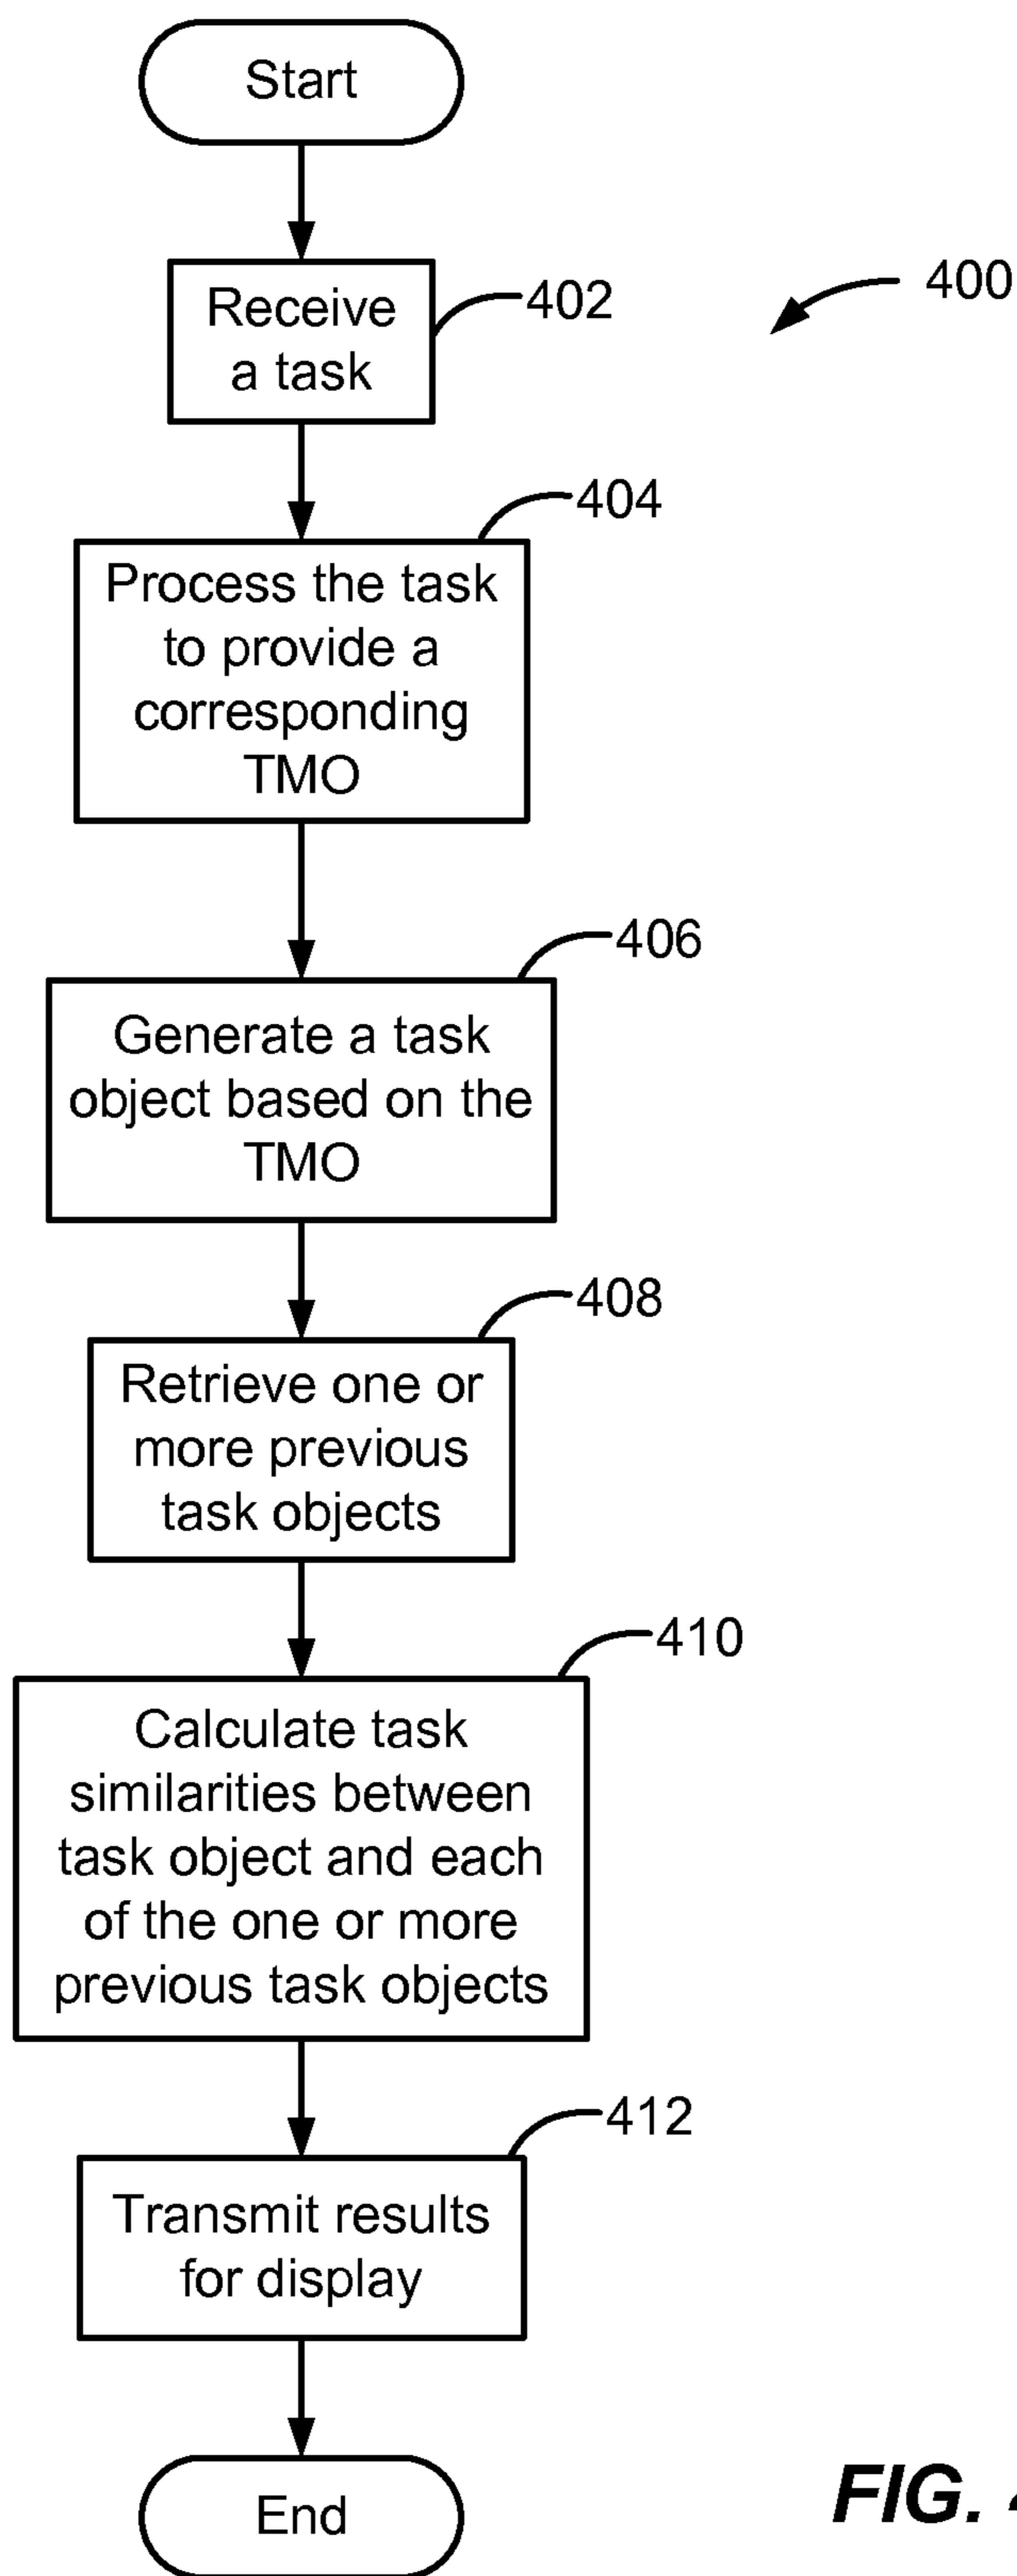 Start
400
Receive
a task
402
404
Process the task
to provide a
corresponding
TMO
406
Generate a task
object based on the
TMO
408
Retrieve one or
more previous
task objects
410
Calculate task
similarities between
task object and each
of the one or more
previous task objects
412
Transmit results
for display
End
FIG.